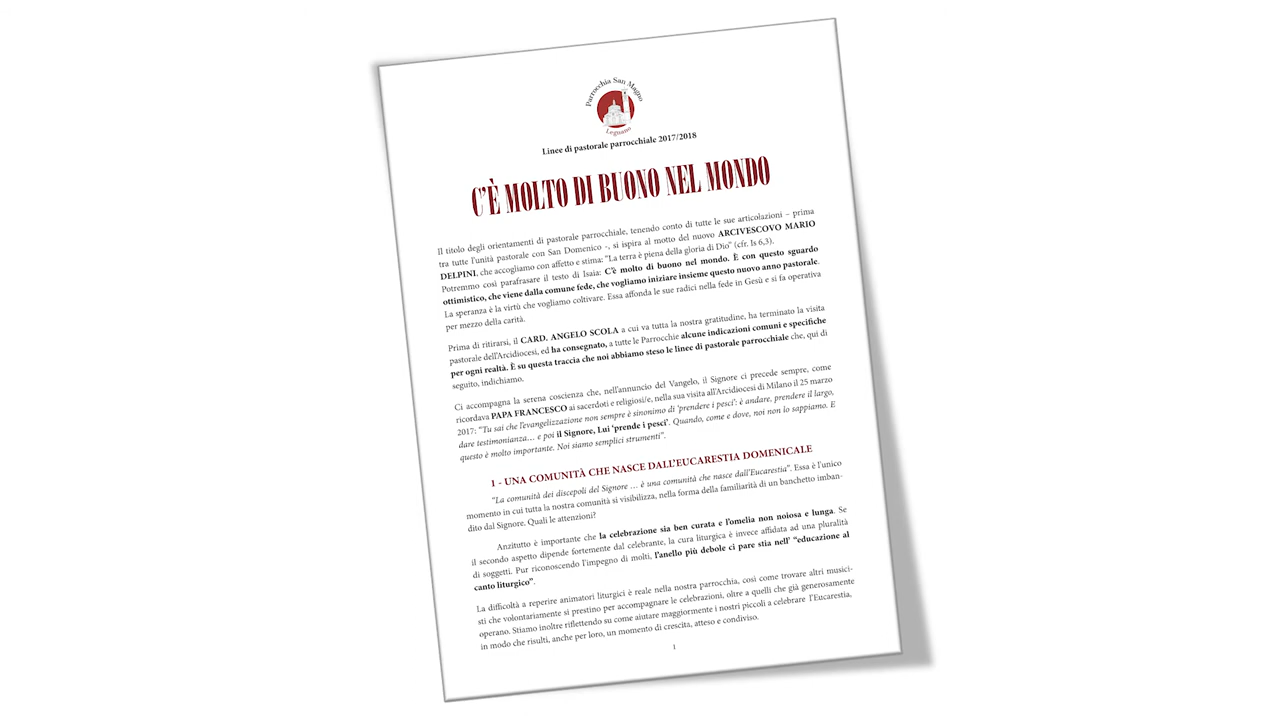 Parrocchia San Magno
Legnano
Linee di pastorale parrocchiale 2017/2018
C'È MOLTO DI BUONO NEL MONDO
Il titolo degli orientamenti di pastorale parrocchiale, tenendo conto di tutte le sue articolazioni – prima
tra tutte l'unità pastorale con San Domenico -, si ispira al motto del nuovo ARCIVESCOVO MARIO
DELPINI, che accogliamo con affetto e stima: "La terra è piena della gloria di Dio" (cfr. Is 6,3).
Potremmo così parafrasare il testo di Isaia: C'è molto di buono nel mondo. È con questo sguardo
ottimistico, che viene dalla comune fede, che vogliamo iniziare insieme questo nuovo anno pastorale.
La speranza è la virtù che vogliamo coltivare. Essa affonda le sue radici nella fede in Gesù e si fa operativa
per mezzo della carità.
Prima di ritirarsi, il CARD. ANGELO SCOLA a cui va tutta la nostra gratitudine, ha terminato la visita
pastorale dell'Arcidiocesi, ed ha consegnato, a tutte le Parrocchie alcune indicazioni comuni e specifiche
per ogni realtà. È su questa traccia che noi abbiamo steso le linee di pastorale parrocchiale che, qui di
seguito, indichiamo.
Ci accompagna la serena coscienza che, nell'annuncio del Vangelo, il Signore ci precede sempre, come
ricordava PAPA FRANCESCO ai sacerdoti e religiosi/e, nella sua visita all'Arcidiocesi di Milano il 25 marzo
2017: "Tu sai che l'evangelizzazione non sempre è sinonimo di 'prendere i pesci': è andare, prendere il largo,
dare testimonianza… e poi il Signore, Lui 'prende i pesci'. Quando, come e dove, noi non lo sappiamo. E
questo è molto importante. Noi siamo semplici strumenti".
1 - UNA COMUNITÀ CHE NASCE DALL'EUCARESTIA DOMENICALE
"La comunità dei discepoli del Signore … è una comunità che nasce dall'Eucarestia". Essa è l'unico
momento in cui tutta la nostra comunità si visibilizza, nella forma della familiarità di un banchetto imban-
dito dal Signore. Quali le attenzioni?
Anzitutto è importante che la celebrazione sia ben curata e l'omelia non noiosa e lunga. Se
il secondo aspetto dipende fortemente dal celebrante, la cura liturgica è invece affidata ad una pluralità
di soggetti. Pur riconoscendo l'impegno di molti, l'anello più debole ci pare stia nell' "educazione al
canto liturgico".
La difficoltà a reperire animatori liturgici è reale nella nostra parrocchia, così come trovare altri musici-
sti che volontariamente si prestino per accompagnare le celebrazioni, oltre a quelli che già generosamente
operano. Stiamo inoltre riflettendo su come aiutare maggiormente i nostri piccoli a celebrare l'Eucarestia,
in modo che risulti, anche per loro, un momento di crescita, atteso e condiviso.
1